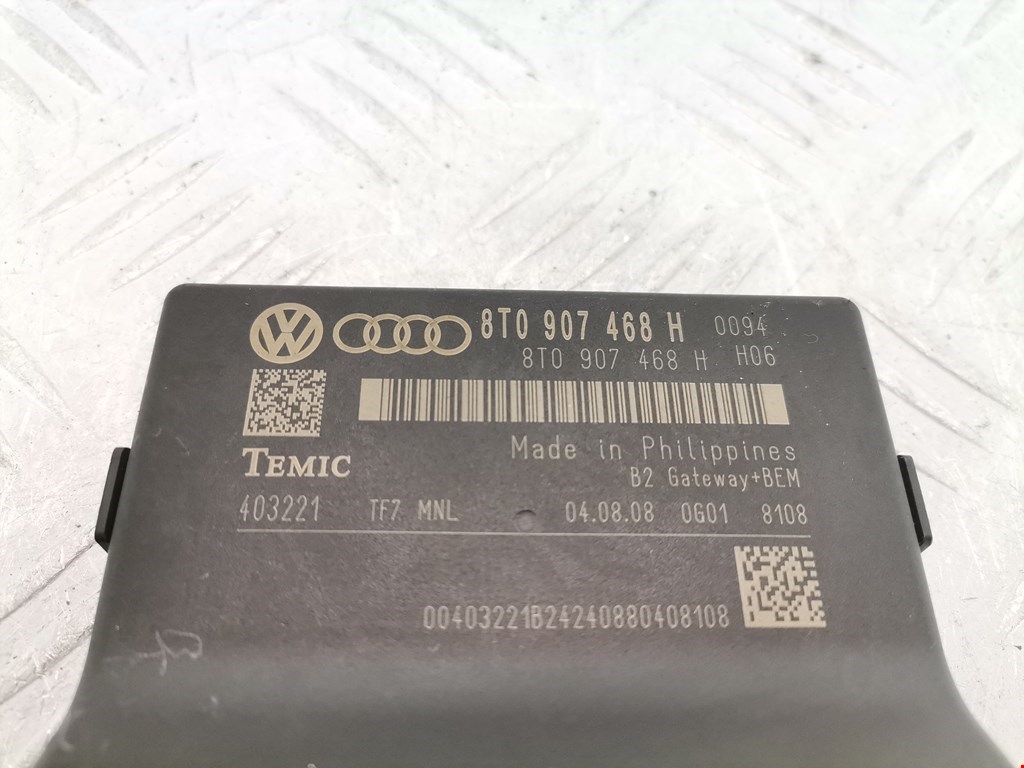 8T0 907 468 H 0094
8T0 907 468 H H06
Made in Philippines
TEMIC
B2 Gateway+BEM
403221 TF7 MNL 04.08.08 0G01 8108
00403221B24240880408108